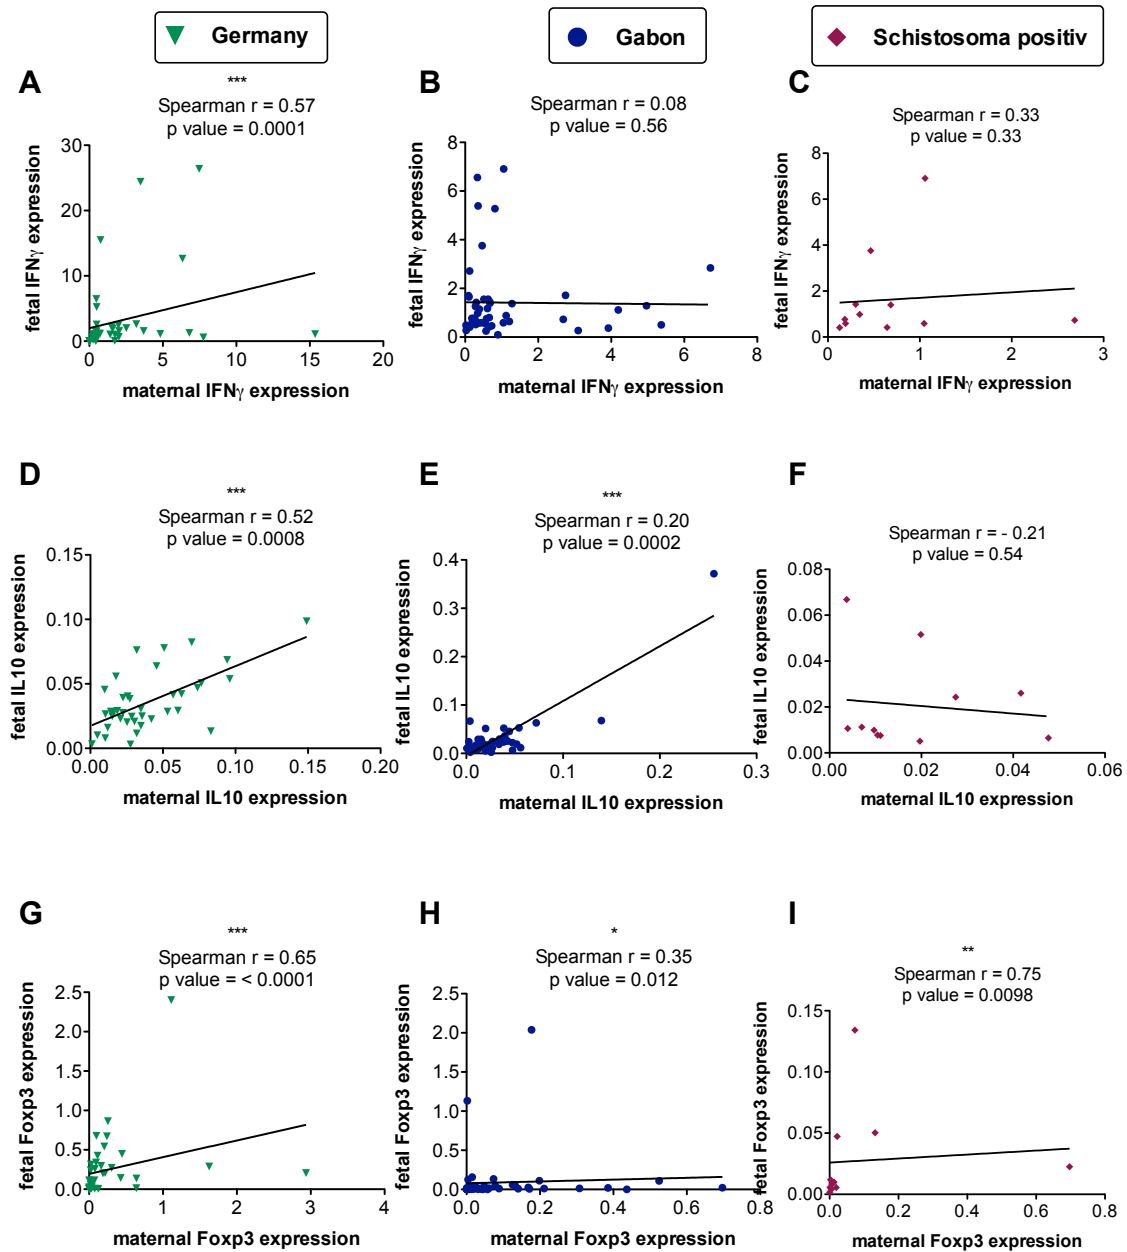 Germany
Gabon
Schistosoma positiv
A
***
Spearman r = 0.57
p value = 0.0001
fetal IFNγ expression
30
20
10
0
0
5
10
15
20
maternal IFNγ expression
B
Spearman r = 0.08
p value = 0.56
fetal IFNγ expression
8
6
4
2
0
0
2
4
6
8
maternal IFNγ expression
C
Spearman r = 0.33
p value = 0.33
fetal IFNγ expression
8
6
4
2
0
0
1
2
3
maternal IFNγ expression
D
***
Spearman r = 0.52
p value = 0.0008
fetal IL10 expression
0.15
0.10
0.05
0.00
0.00
0.05
0.10
0.15
0.20
maternal IL10 expression
E
***
Spearman r = 0.20
p value = 0.0002
fetal IL10 expression
0.4
0.3
0.2
0.1
0.0
0.0
0.1
0.2
0.3
maternal IL10 expression
F
Spearman r = - 0.21
p value = 0.54
fetal IL10 expression
0.08
0.06
0.04
0.02
0.00
0.00
0.02
0.04
0.06
maternal IL10 expression
G
***
Spearman r = 0.65
p value = < 0.0001
fetal Foxp3 expression
2.5
2.0
1.5
1.0
0.5
0.0
0
1
2
3
4
maternal Foxp3 expression
H
*
Spearman r = 0.35
p value = 0.012
fetal Foxp3 expression
2.5
2.0
1.5
1.0
0.5
0.0
0.0
0.2
0.4
0.6
0.8
maternal Foxp3 expression
I
**
Spearman r = 0.75
p value = 0.0098
fetal Foxp3 expression
0.15
0.10
0.05
0.00
0.0
0.2
0.4
0.6
0.8
maternal Foxp3 expression